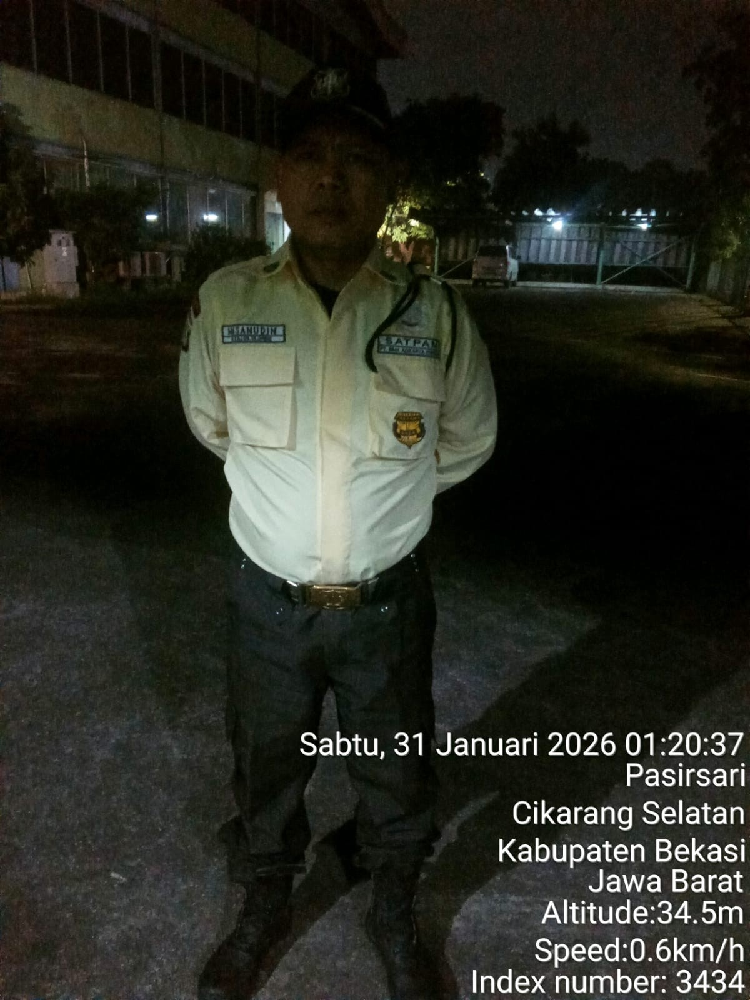 SATPAM
Sabtu, 31 Januari 2026 01:20:37
Pasirsari
Cikarang Selatan
Kabupaten Bekasi
Jawa Barat
Altitude:34.5m
Speed:0.6km/h
Index number: 3434